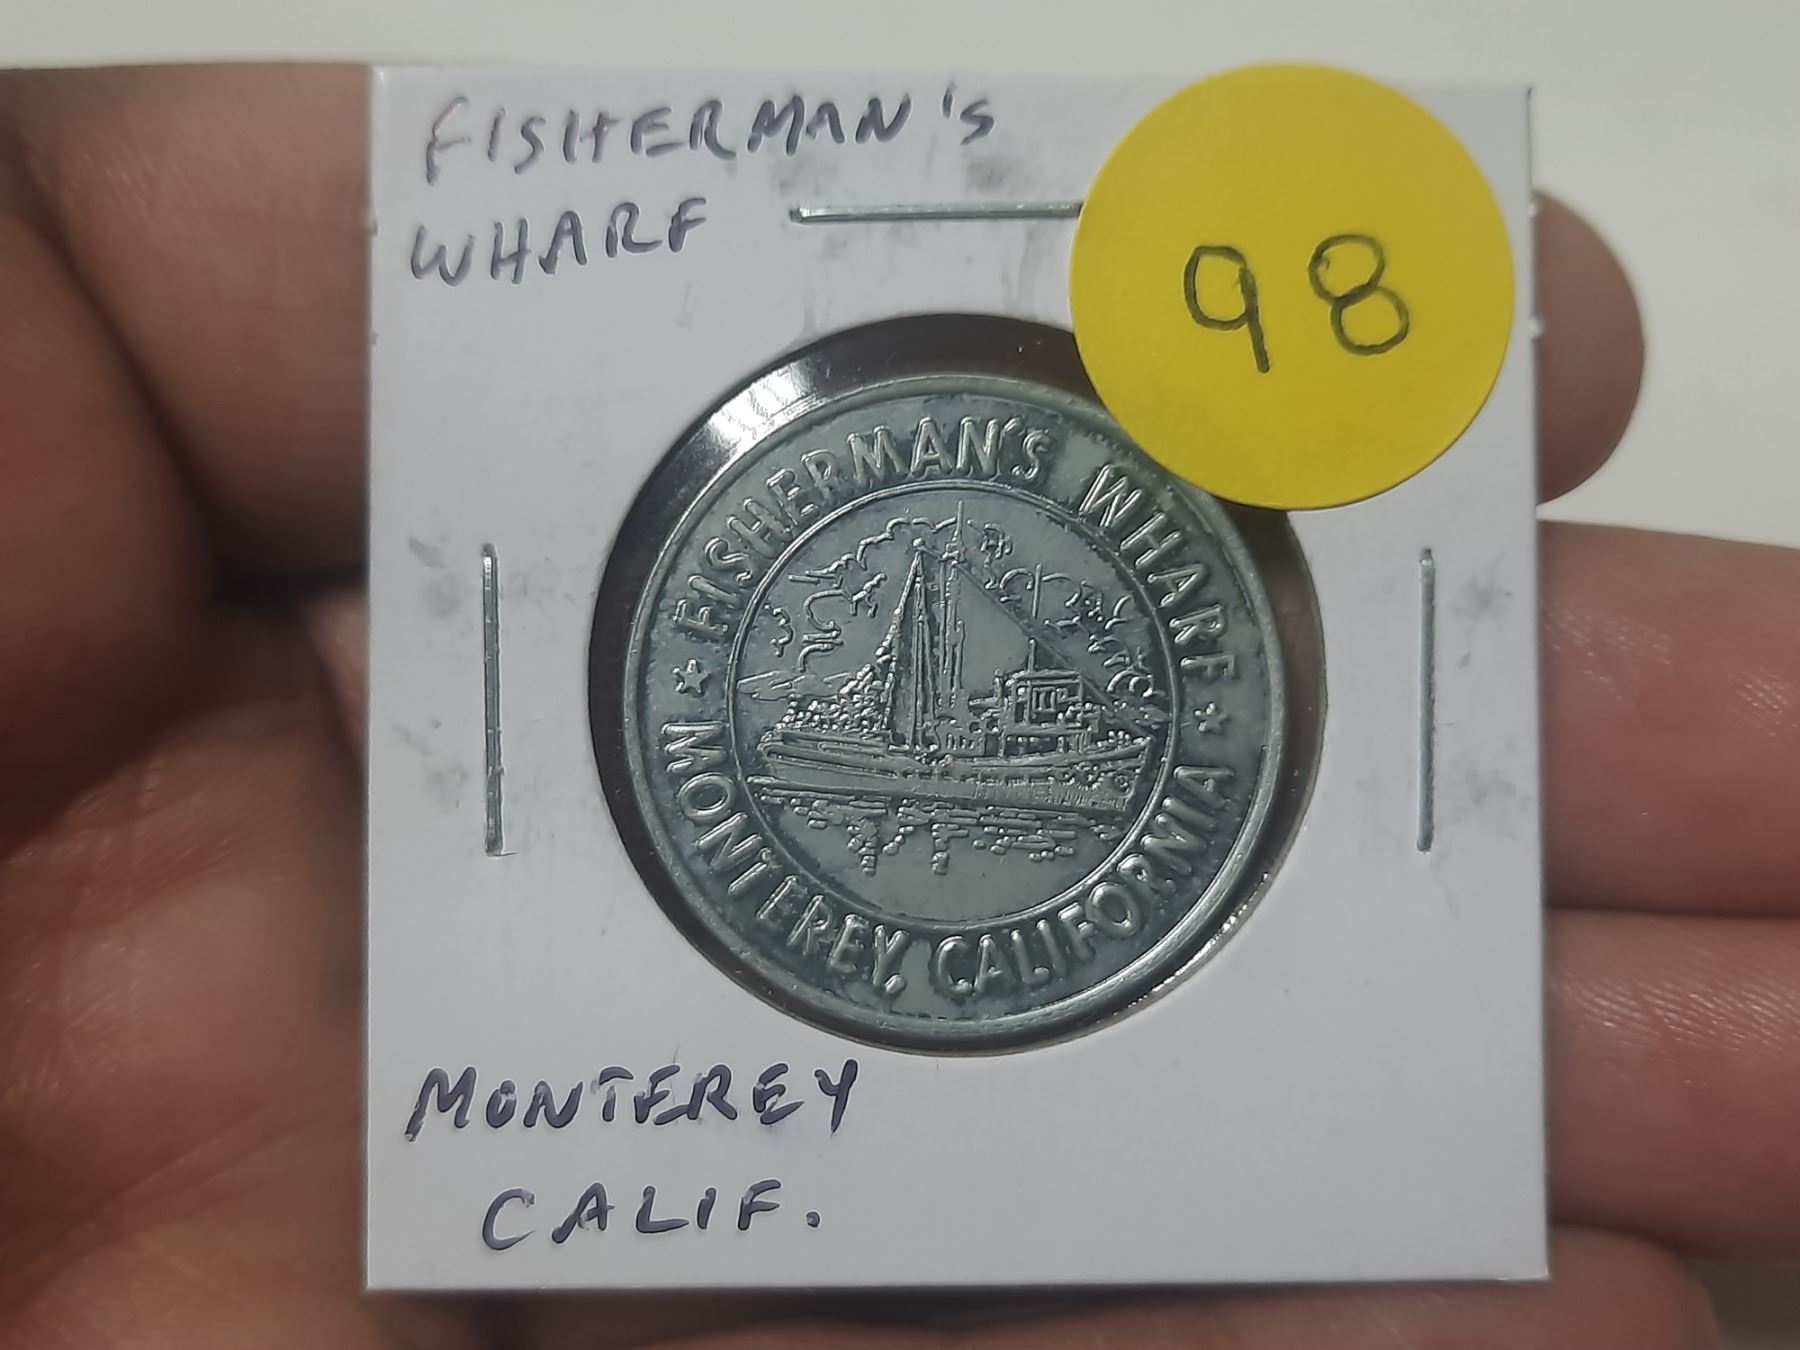 FISHERMAN'S
WHARF
98
FISHERMAN'S WHARF
MONTEREY, CALIFORNIA
MONTEREY
CALIF.